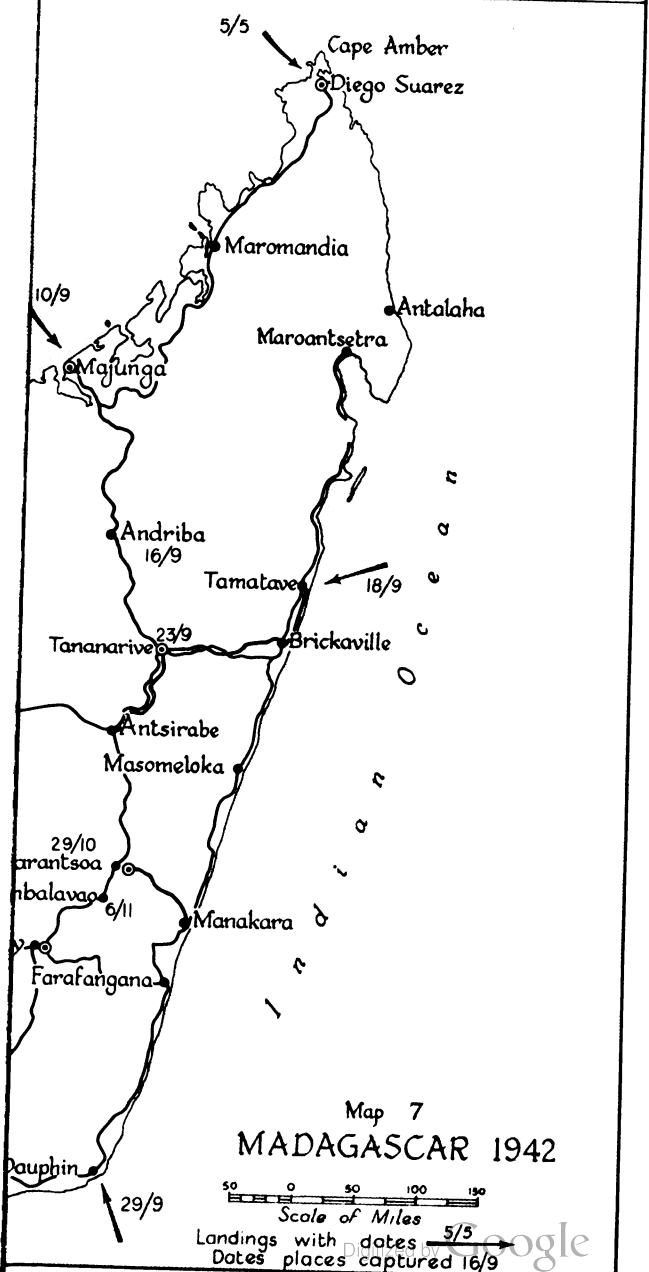 5/5
Cape Amber
Diego Suarez
Maromandia
10/9
Antalaha
Maroantsetra
Majunga
Andriba
16/9
Tamatave
18/9
23/9
Tananarive
Brickaville
Antsirabe
Masomeloka
29/10
arantsoa
mbalavao
6/11
Manakara
y
Farafangana
Indian Ocean
Dauphin
29/9
Map 7
MADAGASCAR 1942
50 0 50 100 150
Scale of Miles
Landings with dates 5/5
Dates places captured 16/9
Digitized by Google